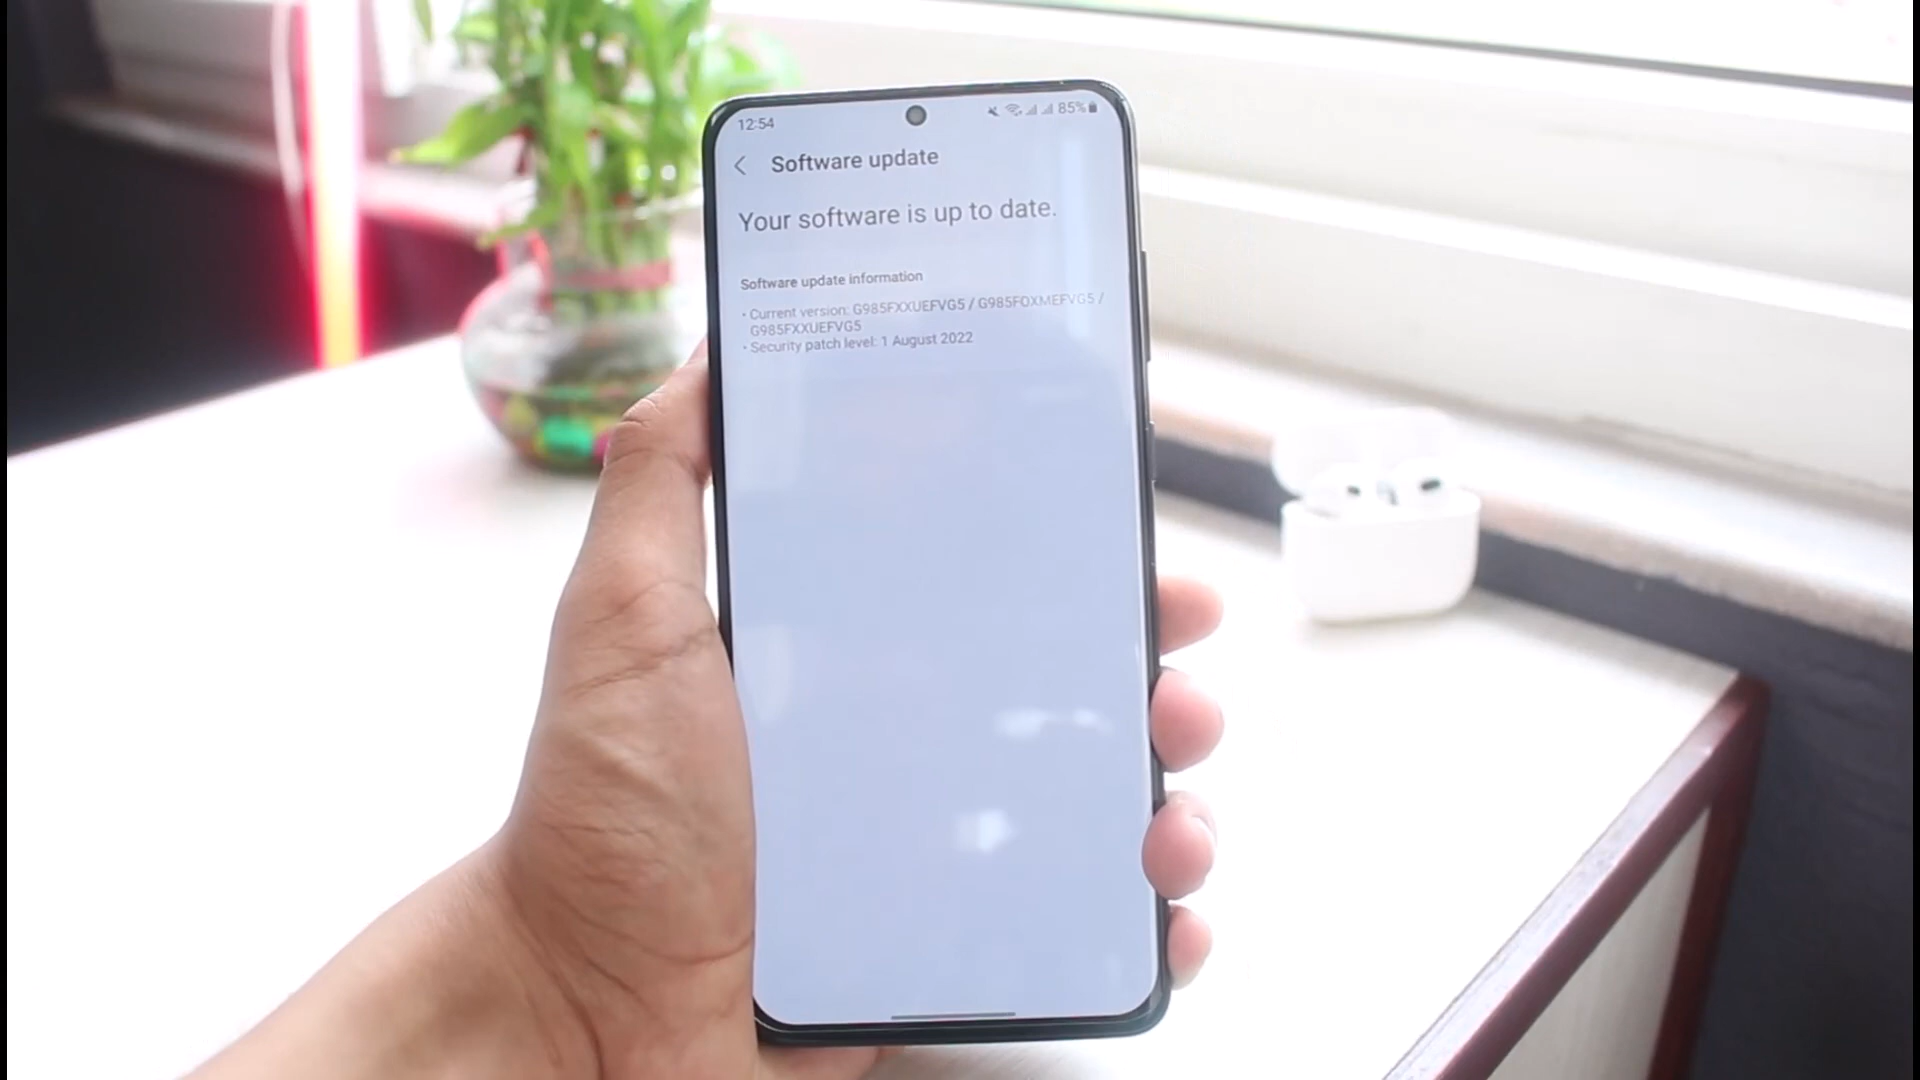 12:54
85%
Software update
Your software is up to date.
Software update information
• Current version: G985FXXUEFVG5 / G985FOXMEFVG5 /
G985FXXUEFVG5
• Security patch level: 1 August 2022